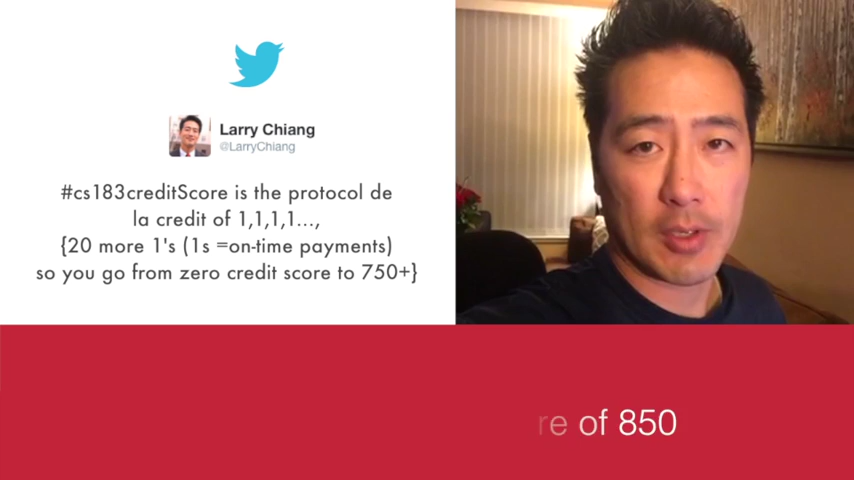 Larry Chiang
@LarryChiang
#cs183creditScore is the protocol de
la credit of 1,1,1,1...,
{20 more 1's (1s =on-time payments)
so you go from zero credit score to 750+}
re of 850